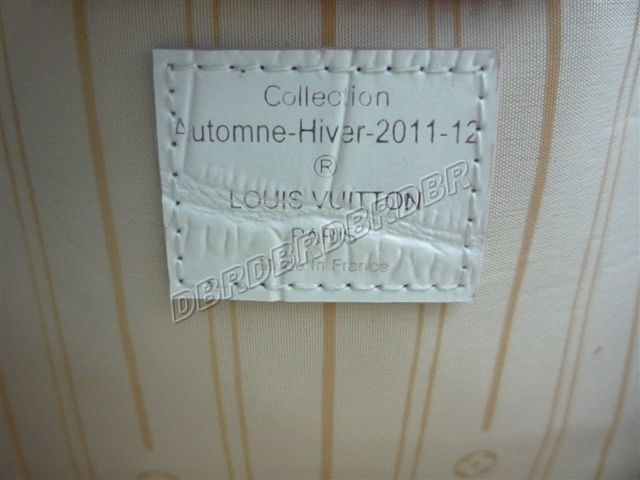 Collection
Automne-Hiver-2011-12
®
LOUIS VUITTON
PARIS
Made In France
DBRDBRDBRDBR